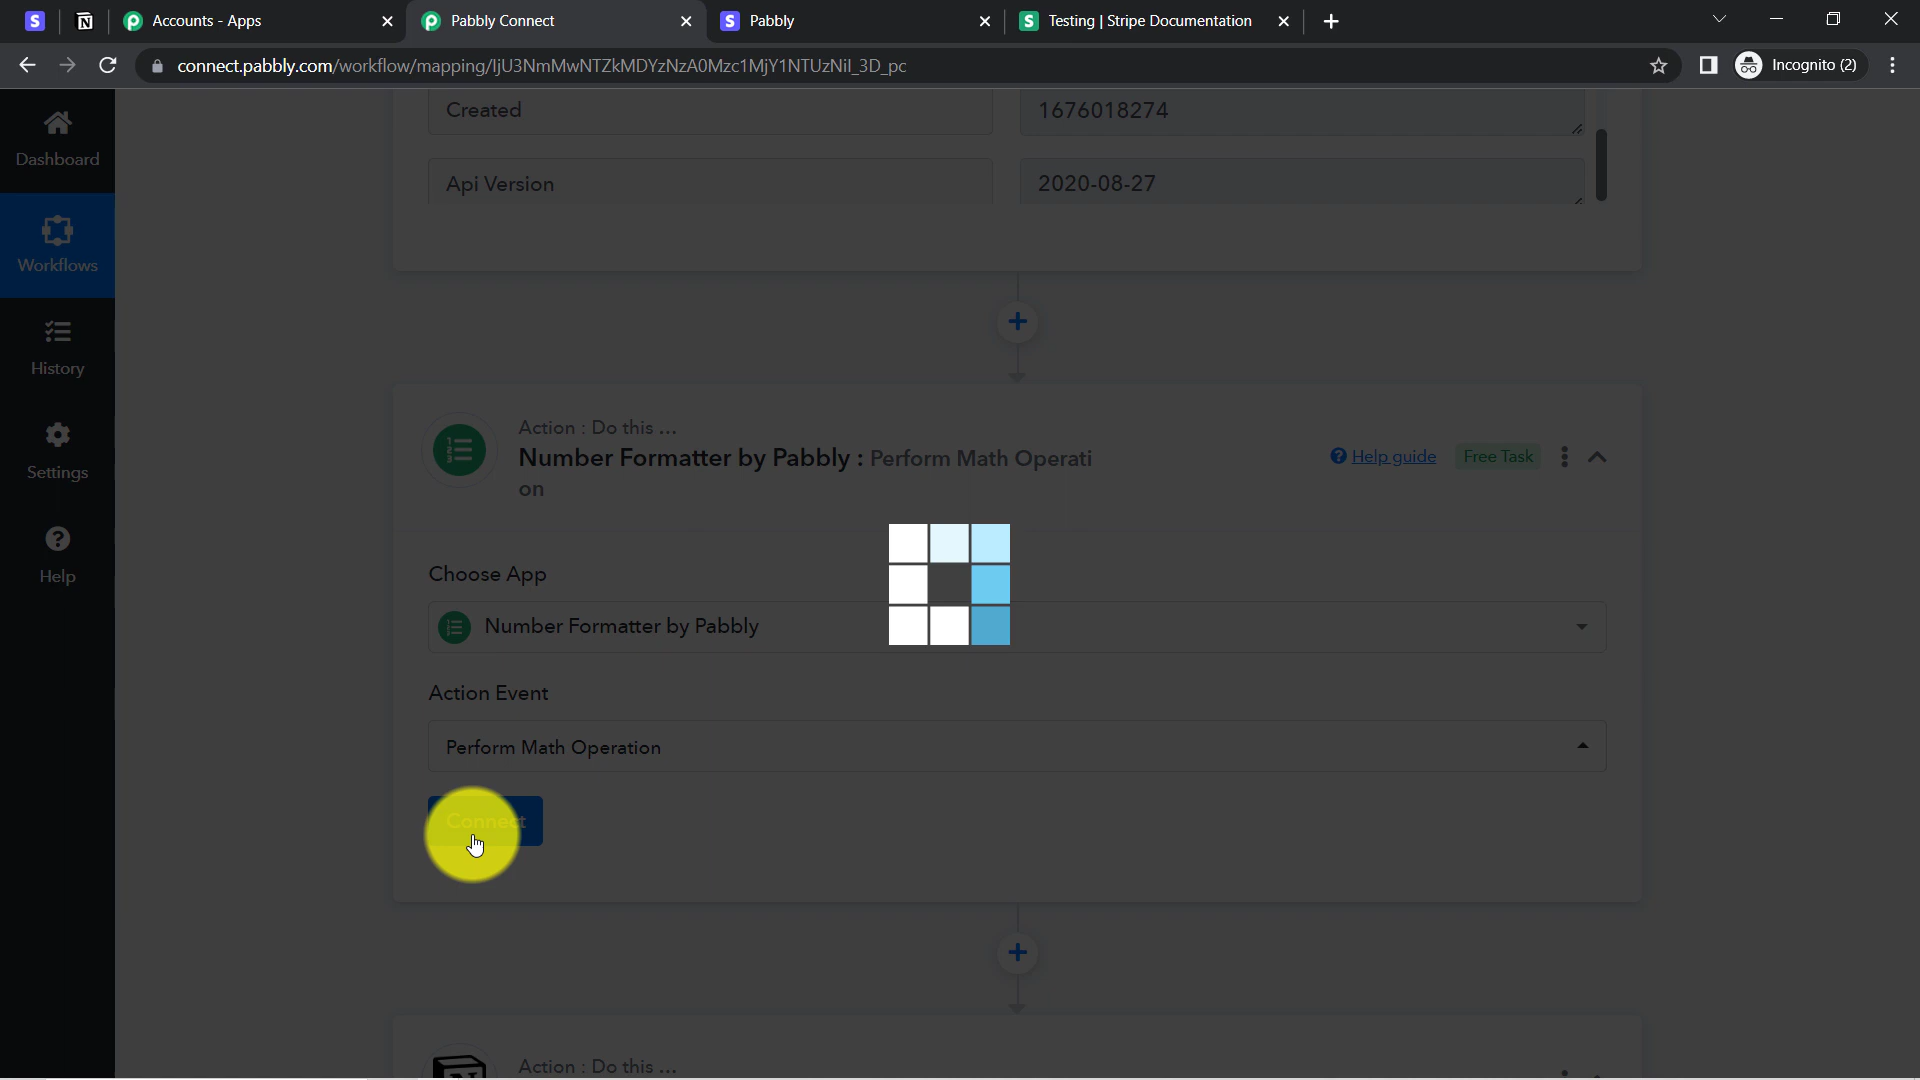 S
Accounts - Apps
Pabbly Connect
S Pabbly
S Testing | Stripe Documentation
connect.pabbly.com/workflow/mapping/IjU3NmMwNTZkMDYzNzA0Mzc1MjY1NTUzNiI_3D_pc
Incognito (2)
Dashboard
Workflows
History
Settings
Help
Created
1676018274
Api Version
2020-08-27
Action : Do this ...
Number Formatter by Pabbly : Perform Math Operati
on
Help guide
Free Task
Choose App
Number Formatter by Pabbly
Action Event
Perform Math Operation
Connect
Action : Do this ...